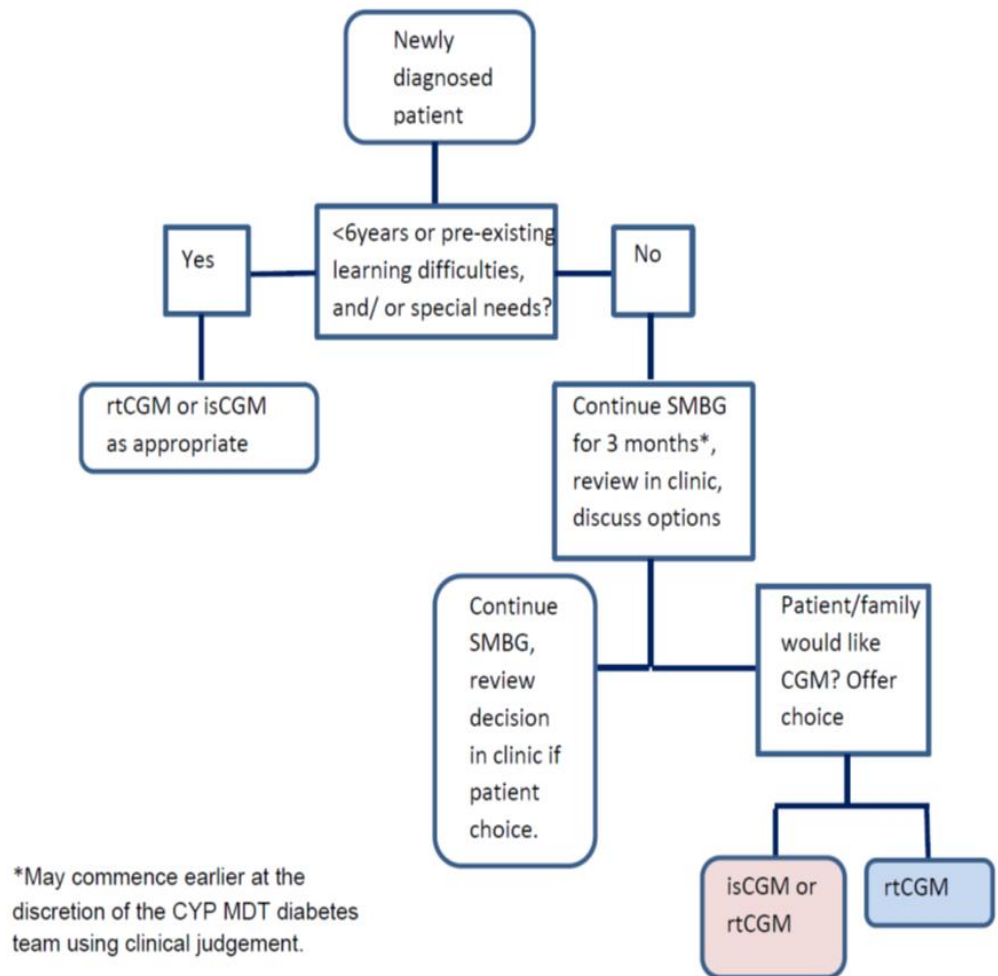 Newly
diagnosed
patient
<6years or pre-existing
learning difficulties,
and/ or special needs?
Yes
No
rtCGM or isCGM
as appropriate
Continue SMBG
for 3 months*,
review in clinic,
discuss options
Continue
SMBG,
review
decision
in clinic if
patient
choice.
Patient/family
would like
CGM? Offer
choice
isCGM or
rtCGM
rtCGM
*May commence earlier at the
discretion of the CYP MDT diabetes
team using clinical judgement.